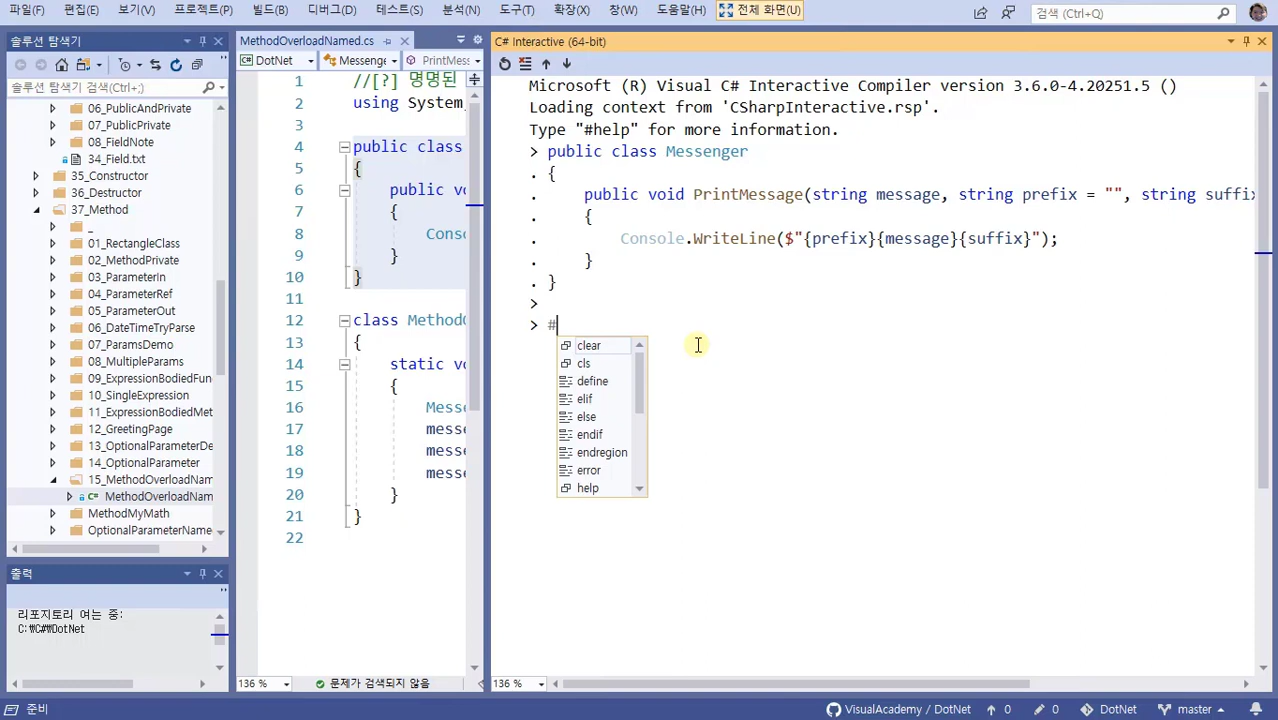 파일(F) 편집(E) 보기(V) 프로젝트(P) 빌드(B) 디버그(D) 테스트(S) 분석(N) 도구(T) 확장(X) 창(W) 도움말(H) 전체 화면(U) 검색 (Ctrl+Q)
솔루션 탐색기
솔루션 탐색기 검색(Ctrl+;)
06_PublicAndPrivate
07_PublicPrivate
08_FieldNote
34_Field.txt
35_Constructor
36_Destructor
37_Method
_
01_RectangleClass
02_MethodPrivate
03_ParameterIn
04_ParameterRef
05_ParameterOut
06_DateTimeTryParse
07_ParamsDemo
08_MultipleParams
09_ExpressionBodiedFun
10_SingleExpression
11_ExpressionBodiedMet
12_GreetingPage
13_OptionalParameterDe
14_OptionalParameter
15_MethodOverloadNam
C# MethodOverloadNam
MethodMyMath
OptionalParameterName
출력
리포지토리 여는 중:
C:\C#\DotNet
MethodOverloadNamed.cs
C# DotNet Messenge PrintMess
1 //[?] 명명된
2 using System
3
4 public class
5 {
6 public vo
7 {
8 Conso
9 }
10 }
11
12 class MethodO
13 {
14 static vo
15 {
16 Messe
17 messe
18 messe
19 messe
20 }
21 }
22
136 % 문제가 검색되지 않음
C# Interactive (64-bit)
Microsoft (R) Visual C# Interactive Compiler version 3.6.0-4.20251.5 ()
Loading context from 'CSharpInteractive.rsp'.
Type "#help" for more information.
> public class Messenger
. {
. public void PrintMessage(string message, string prefix = "", string suffix
. {
. Console.WriteLine($"{prefix}{message}{suffix}");
. }
. }
>
> #
clear
cls
define
elif
else
endif
endregion
error
help
136 %
준비 VisualAcademy / DotNet 0 0 DotNet master